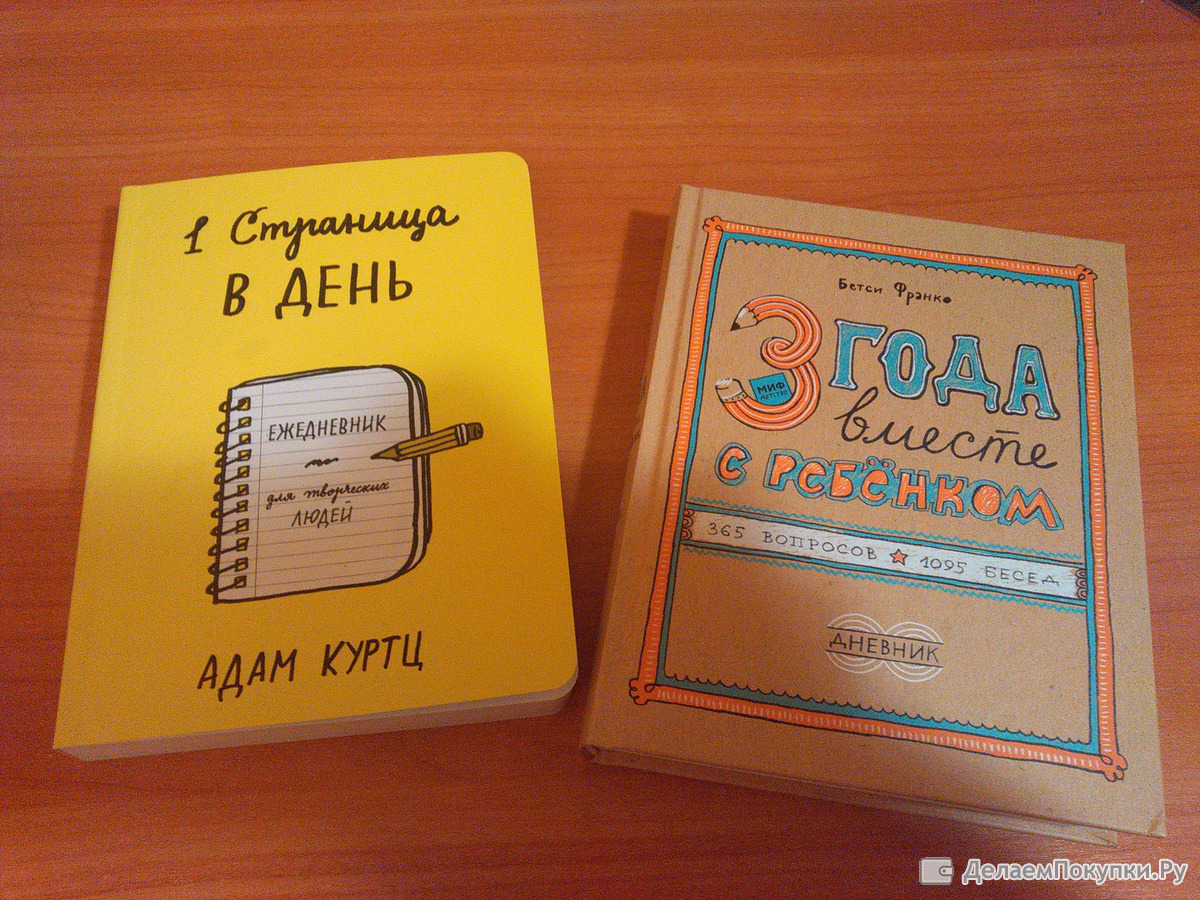 1 Страница
В ДЕНЬ
ЕЖЕДНЕВНИК
для творческих
ЛЮДЕЙ
АДАМ КУРТЦ
Бетси Франко
3 ГОДА
вместе
С РЕБЁНКОМ
МИФ
ДЕТСТВО
365 ВОПРОСОВ ★ 1095 БЕСЕД
ДНЕВНИК
ДелаемПокупки.Ру